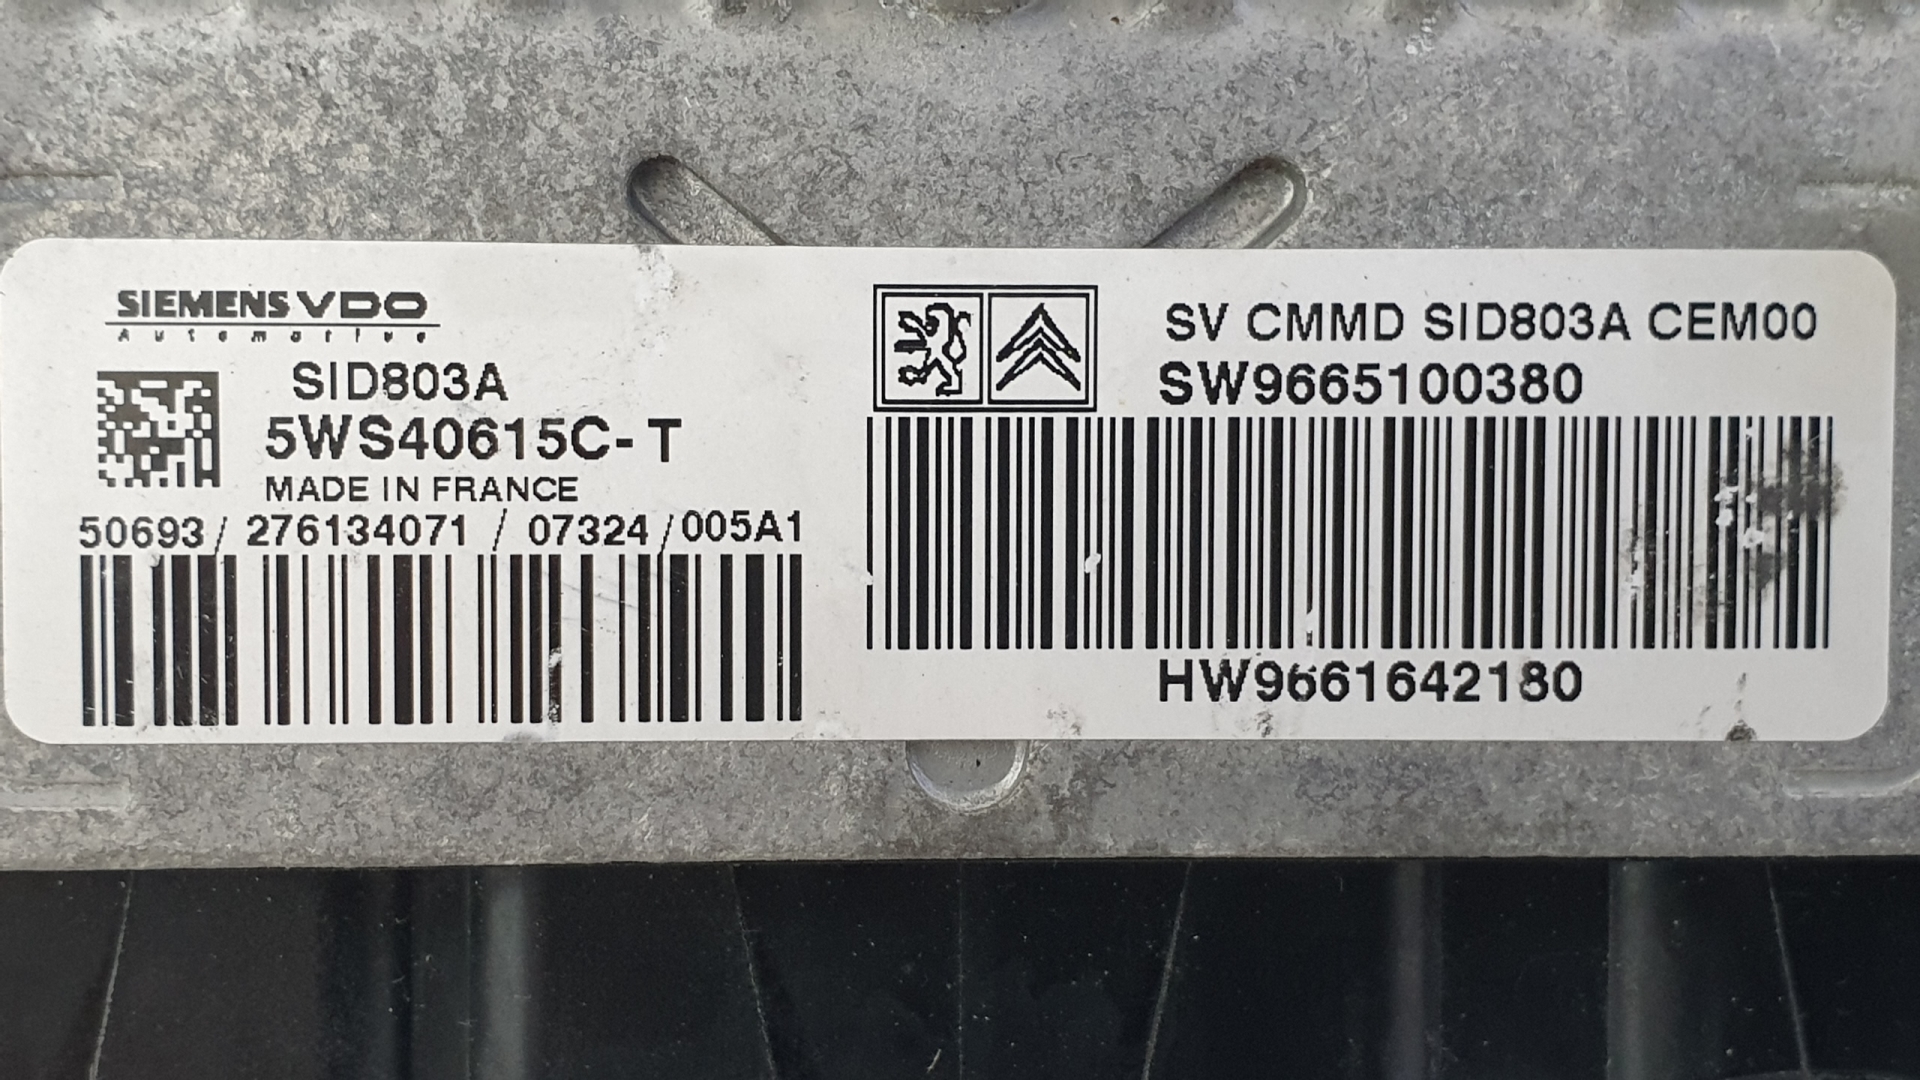 SIEMENS VDO
Automotive
SID803A
5WS40615C-T
MADE IN FRANCE
50693 / 276134071 / 07324 / 005A1
SV CMMD SID803A CEM00
SW9665100380
HW9661642180